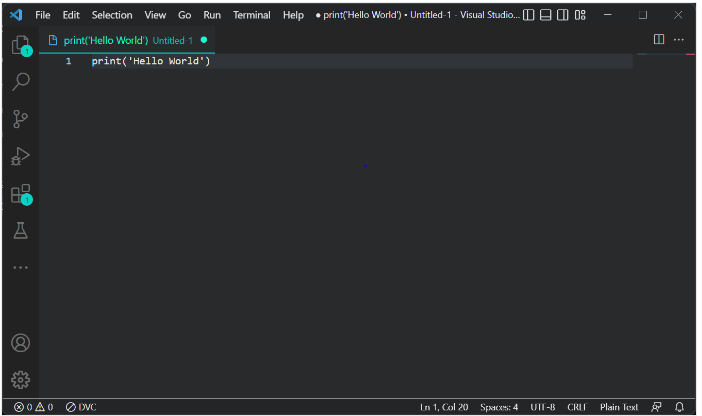 File Edit Selection View Go Run Terminal Help ● print('Hello World') • Untitled-1 - Visual Studio...
print('Hello World') Untitled-1 ●
1 print('Hello World')
1
1
0 0 DVC Ln 1, Col 20 Spaces: 4 UTF-8 CRLF Plain Text